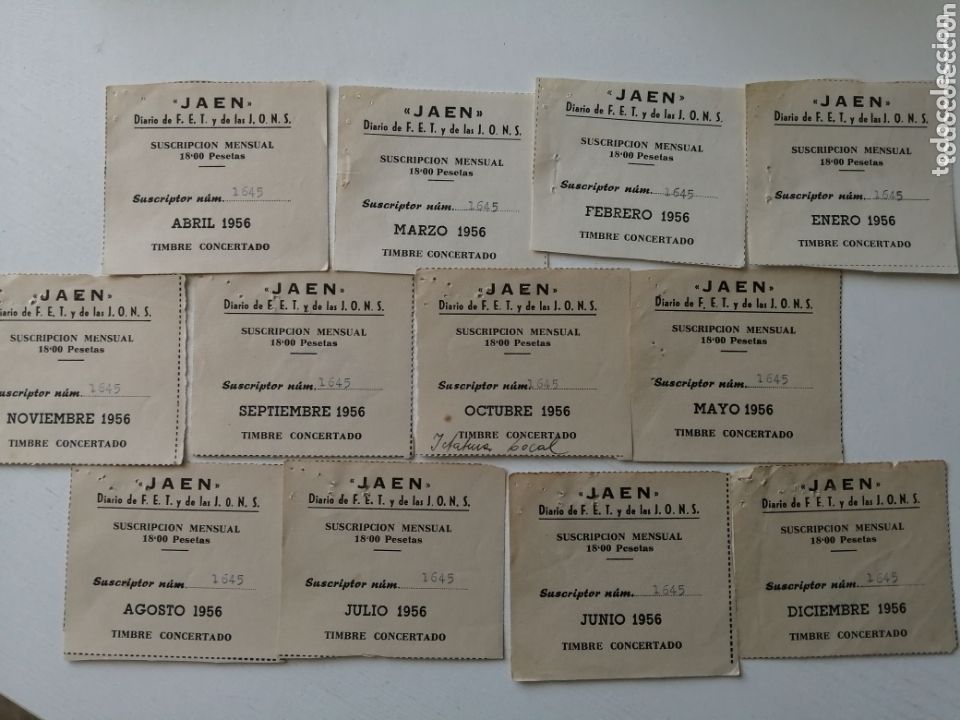 «JAEN»
Diario de F. E. T. y de las J. O. N. S.
SUSCRIPCION MENSUAL
18·00 Pesetas
Suscriptor núm. 1645
ABRIL 1956
TIMBRE CONCERTADO
«JAEN»
Diario de F. E. T. y de las J. O. N. S.
SUSCRIPCION MENSUAL
18·00 Pesetas
Suscriptor núm. 1645
MARZO 1956
TIMBRE CONCERTADO
«JAEN»
Diario de F. E. T. y de las J. O. N. S.
SUSCRIPCION MENSUAL
18·00 Pesetas
Suscriptor núm. 1645
FEBRERO 1956
TIMBRE CONCERTADO
«JAEN»
Diario de F. E. T. y de las J. O. N. S.
SUSCRIPCION MENSUAL
18·00 Pesetas
Suscriptor núm. 1645
ENERO 1956
TIMBRE CONCERTADO
«JAEN»
iario de F. E. T. y de las J. O. N. S.
SUSCRIPCION MENSUAL
18·00 Pesetas
uscriptor núm. 1645
NOVIEMBRE 1956
TIMBRE CONCERTADO
«JAEN»
Diario de F. E. T. y de las J. O. N. S.
SUSCRIPCION MENSUAL
18·00 Pesetas
Suscriptor núm. 1645
SEPTIEMBRE 1956
TIMBRE CONCERTADO
«JAEN»
Diario de F. E. T. y de las J. O. N. S.
SUSCRIPCION MENSUAL
18·00 Pesetas
Suscriptor núm. 1645
OCTUBRE 1956
TIMBRE CONCERTADO
Local
«JAEN»
Diario de F. E. T. y de las J. O. N. S.
SUSCRIPCION MENSUAL
18·00 Pesetas
Suscriptor núm. 1645
MAYO 1956
TIMBRE CONCERTADO
«JAEN»
Diario de F. E. T. y de las J. O. N. S.
SUSCRIPCION MENSUAL
18·00 Pesetas
Suscriptor núm. 1645
AGOSTO 1956
TIMBRE CONCERTADO
«JAEN»
Diario de F. E. T. y de las J. O. N. S.
SUSCRIPCION MENSUAL
18·00 Pesetas
Suscriptor núm. 1645
JULIO 1956
TIMBRE CONCERTADO
«JAEN»
Diario de F. E. T. y de las J. O. N. S.
SUSCRIPCION MENSUAL
18·00 Pesetas
Suscriptor núm. 1645
JUNIO 1956
TIMBRE CONCERTADO
«JAEN»
Diario de F. E. T. y de las J. O. N. S.
SUSCRIPCION MENSUAL
18·00 Pesetas
Suscriptor núm. 1645
DICIEMBRE 1956
TIMBRE CONCERTADO
todocoleccion